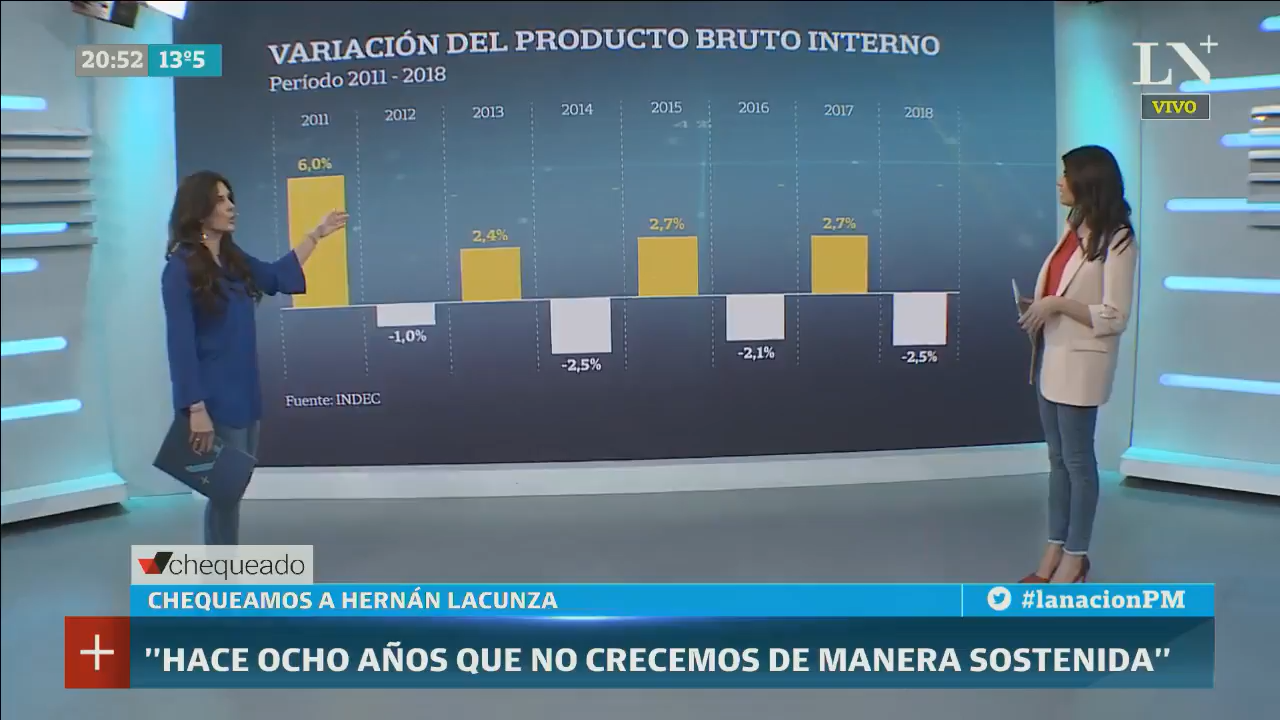 20:52 13º5
VARIACIÓN DEL PRODUCTO BRUTO INTERNO
Período 2011 - 2018
LN+
VIVO
2011 2012 2013 2014 2015 2016 2017 2018
6,0%
2,4%
2,7%
2,7%
-1,0%
-2,5%
-2,1%
-2,5%
Fuente: INDEC
chequeado
CHEQUEAMOS A HERNÁN LACUNZA
#lanacionPM
"HACE OCHO AÑOS QUE NO CRECEMOS DE MANERA SOSTENIDA"